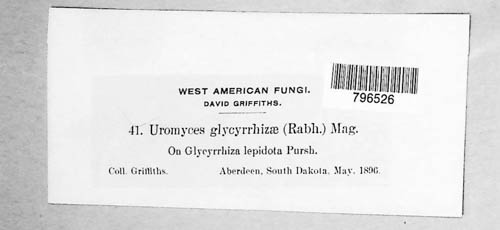 WEST AMERICAN FUNGI.
DAVID GRIFFITHS.
796526
41. Uromyces glycyrrhizæ (Rabh.) Mag.
On Glycyrrhiza lepidota Pursh.
Coll. Griffiths. Aberdeen, South Dakota, May, 1896.